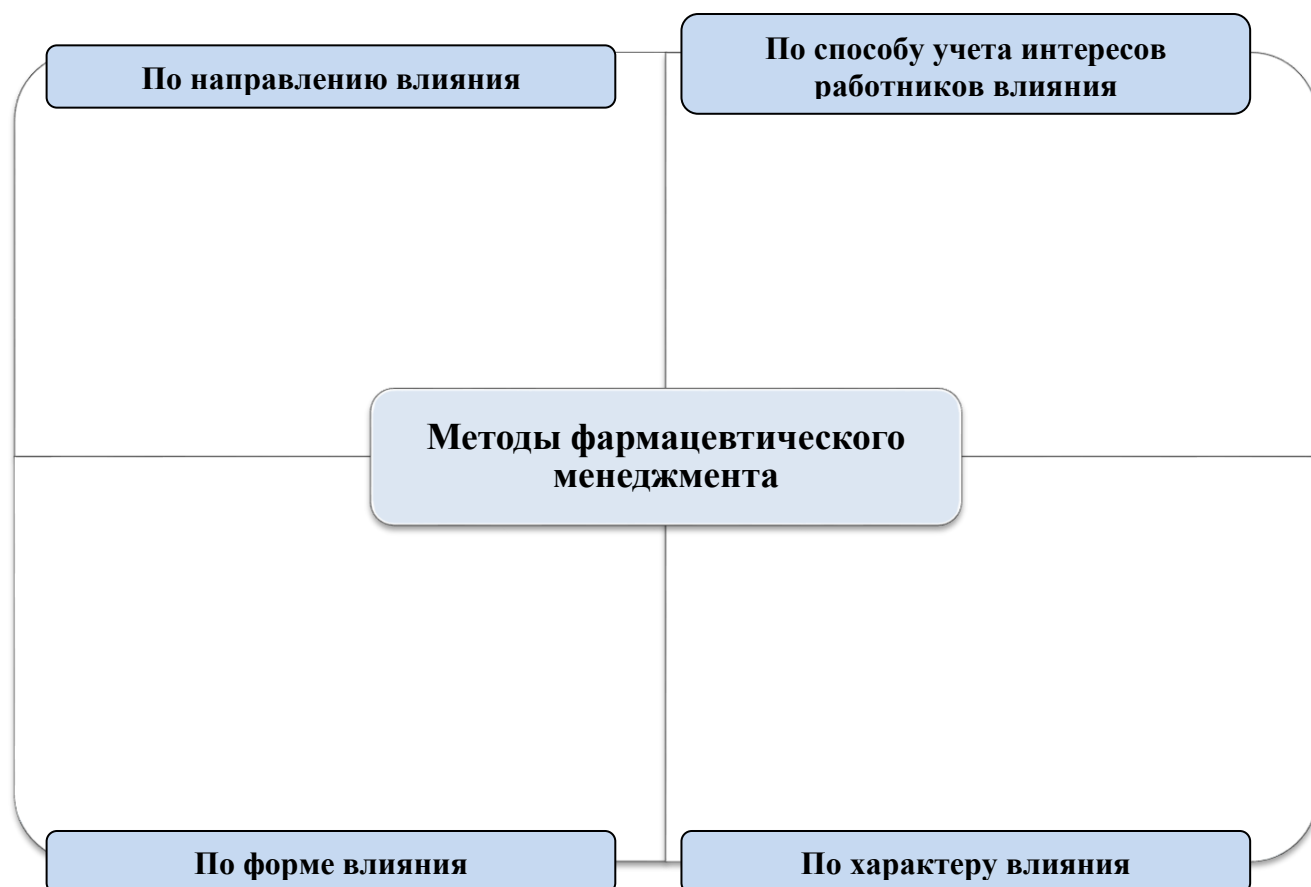 По направлению влияния
По способу учета интересов
работников влияния
Методы фармацевтического
менеджмента
По форме влияния
По характеру влияния